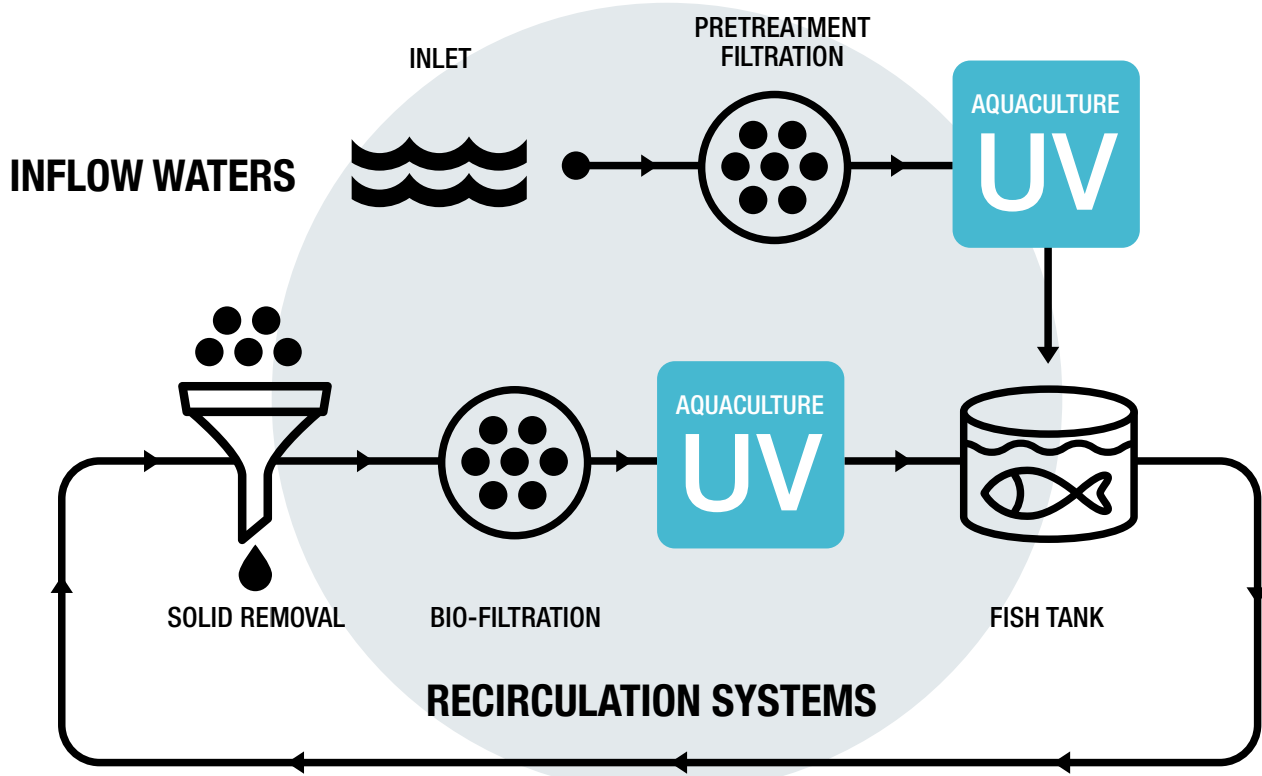 PRETREATMENT
FILTRATION
INLET
AQUACULTURE
UV
INFLOW WATERS
AQUACULTURE
UV
SOLID REMOVAL
BIO-FILTRATION
FISH TANK
RECIRCULATION SYSTEMS